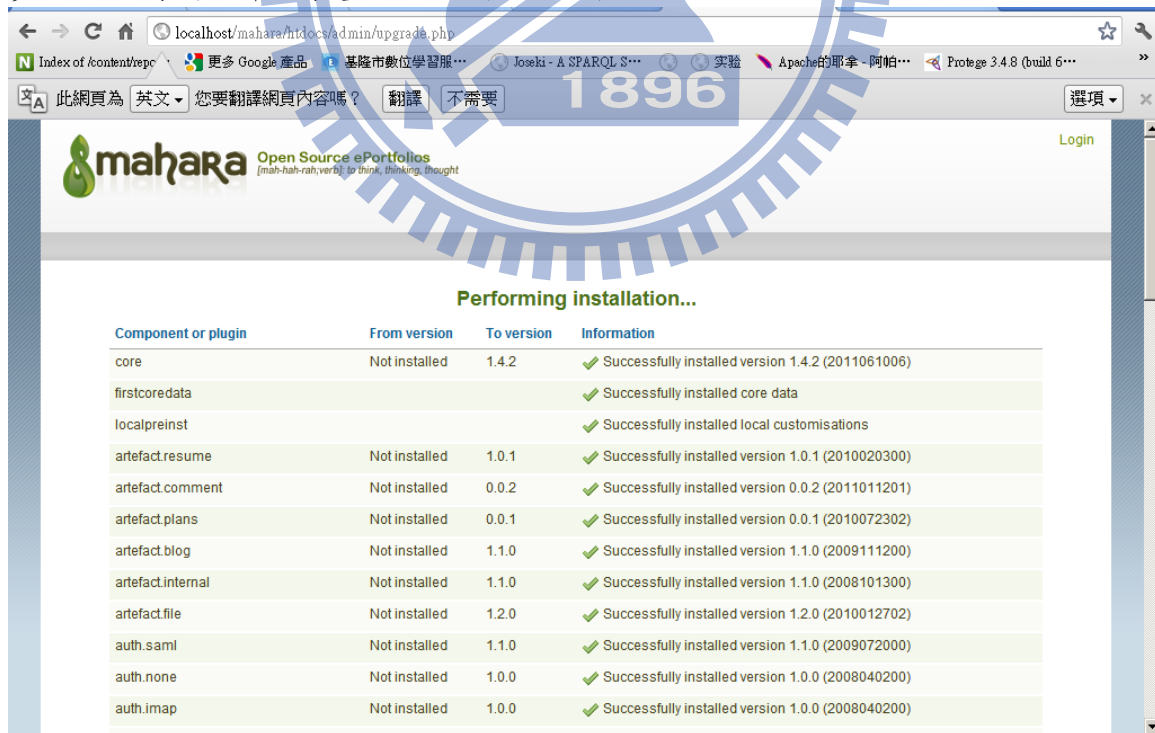 localhost/mahara/htdocs/admin/upgrade.php
Index of /content/repo 更多 Google 產品 基隆市數位學習服… Joseki - A SPARQL S… 实验 Apache的耶拿 - 阿帕… Protege 3.4.8 (build 6… »
此網頁為 英文 您要翻譯網頁內容嗎？ 翻譯 不需要 選項
1896
Login
mahara Open Source ePortfolios
[mah-hah-rah;verb]: to think, thinking, thought
Performing installation...
Component or plugin From version To version Information
core Not installed 1.4.2 Successfully installed version 1.4.2 (2011061006)
firstcoredata Successfully installed core data
localpreinst Successfully installed local customisations
artefact.resume Not installed 1.0.1 Successfully installed version 1.0.1 (2010020300)
artefact.comment Not installed 0.0.2 Successfully installed version 0.0.2 (2011011201)
artefact.plans Not installed 0.0.1 Successfully installed version 0.0.1 (2010072302)
artefact.blog Not installed 1.1.0 Successfully installed version 1.1.0 (2009111200)
artefact.internal Not installed 1.1.0 Successfully installed version 1.1.0 (2008101300)
artefact.file Not installed 1.2.0 Successfully installed version 1.2.0 (2010012702)
auth.saml Not installed 1.1.0 Successfully installed version 1.1.0 (2009072000)
auth.none Not installed 1.0.0 Successfully installed version 1.0.0 (2008040200)
auth.imap Not installed 1.0.0 Successfully installed version 1.0.0 (2008040200)